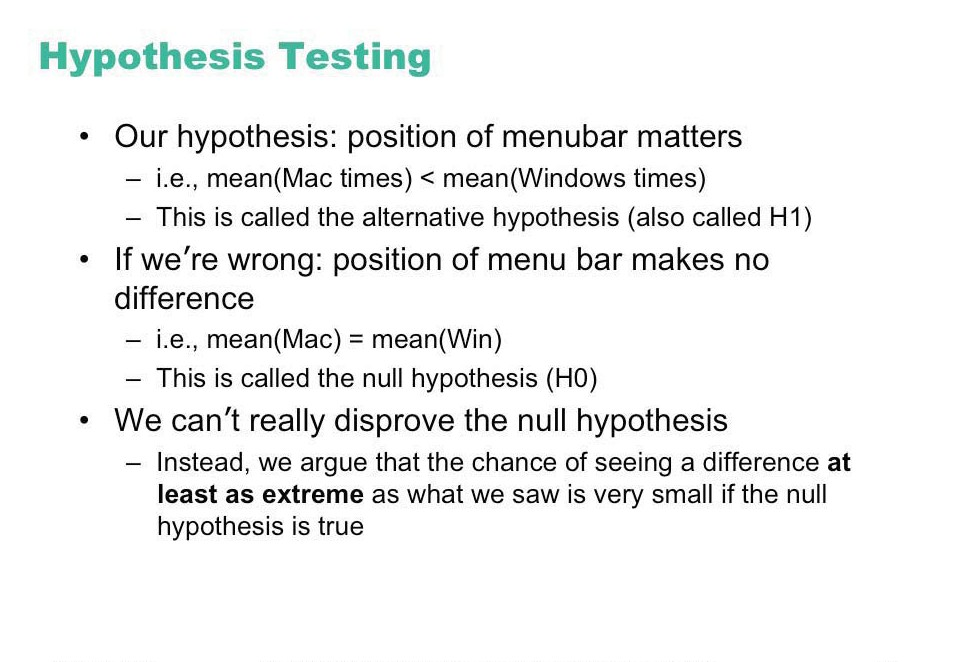 Hypothesis Testing
• Our hypothesis: position of menubar matters
– i.e., mean(Mac times) < mean(Windows times)
– This is called the alternative hypothesis (also called H1)
• If we′re wrong: position of menu bar makes no
difference
– i.e., mean(Mac) = mean(Win)
– This is called the null hypothesis (H0)
• We can′t really disprove the null hypothesis
– Instead, we argue that the chance of seeing a difference at
least as extreme as what we saw is very small if the null
hypothesis is true